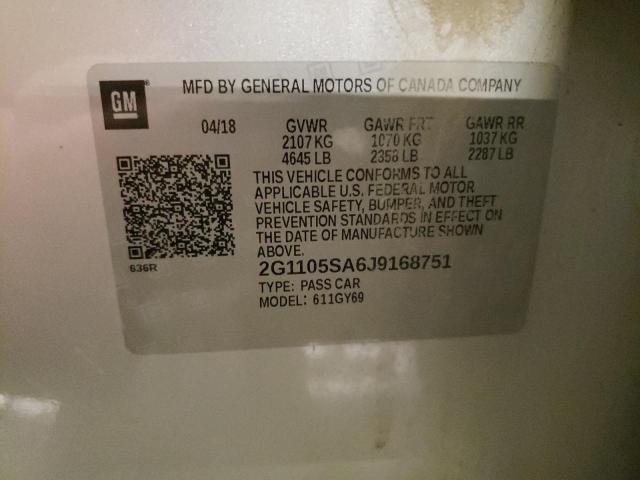 GM
MFD BY GENERAL MOTORS OF CANADA COMPANY
04/18 GVWR GAWR FRT GAWR RR
2107 KG 1070 KG 1037 KG
4645 LB 2358 LB 2287 LB
THIS VEHICLE CONFORMS TO ALL
APPLICABLE U.S. FEDERAL MOTOR
VEHICLE SAFETY, BUMPER, AND THEFT
PREVENTION STANDARDS IN EFFECT ON
THE DATE OF MANUFACTURE SHOWN
ABOVE.
636R
2G1105SA6J9168751
TYPE: PASS CAR
MODEL: 611GY69